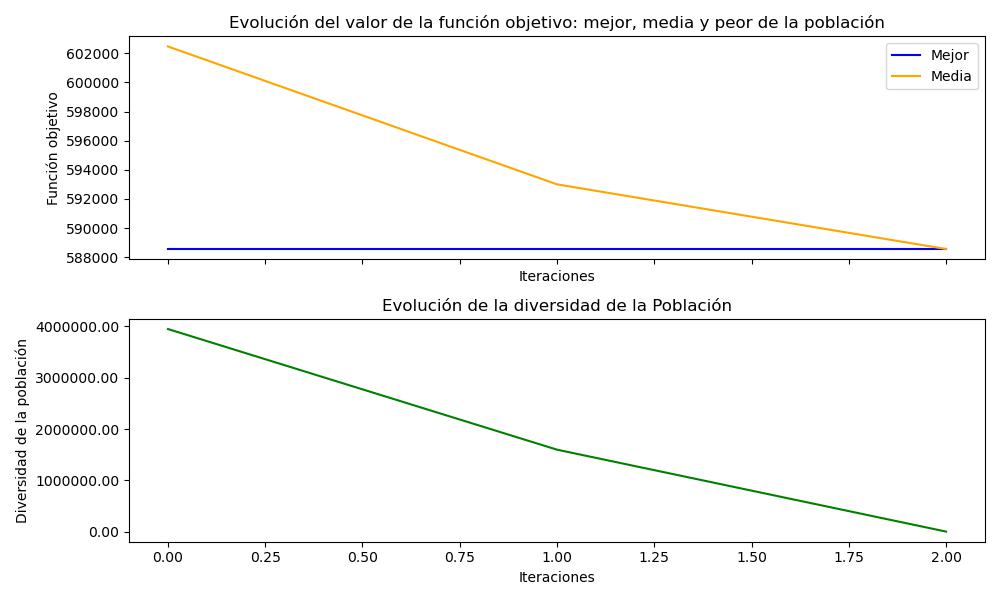 Evolución del valor de la función objetivo: mejor, media y peor de la población
602000
600000
598000
596000
594000
592000
590000
588000
Función objetivo
Mejor
Media
Iteraciones
Evolución de la diversidad de la Población
4000000.00
3000000.00
2000000.00
1000000.00
0.00
Diversidad de la población
0.00 0.25 0.50 0.75 1.00 1.25 1.50 1.75 2.00
Iteraciones